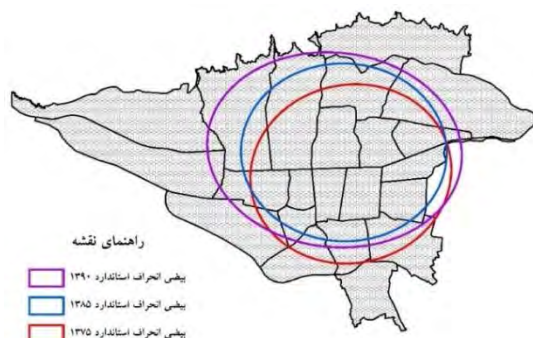 راهنمای نقشه
بیضی انحراف استاندارد ۱۳۹۰
بیضی انحراف استاندارد ۱۳۸۵
بیضی انحراف استاندارد ۱۳۷۵